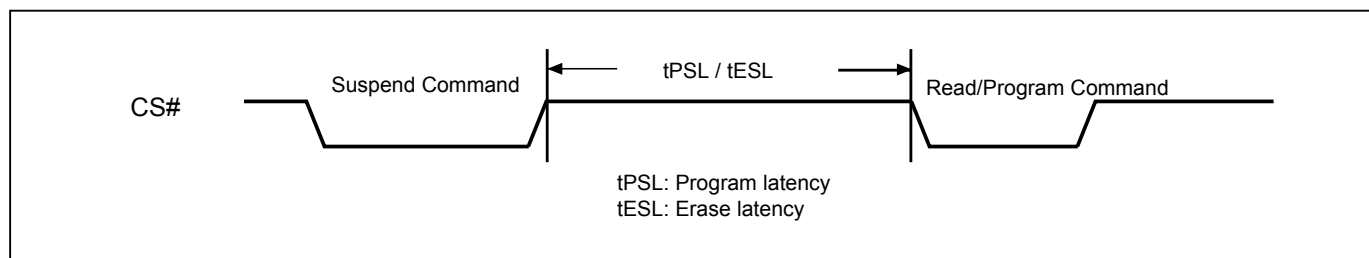 tPSL / tESL
Suspend Command
Read/Program Command
CS#
tPSL: Program latency
tESL: Erase latency